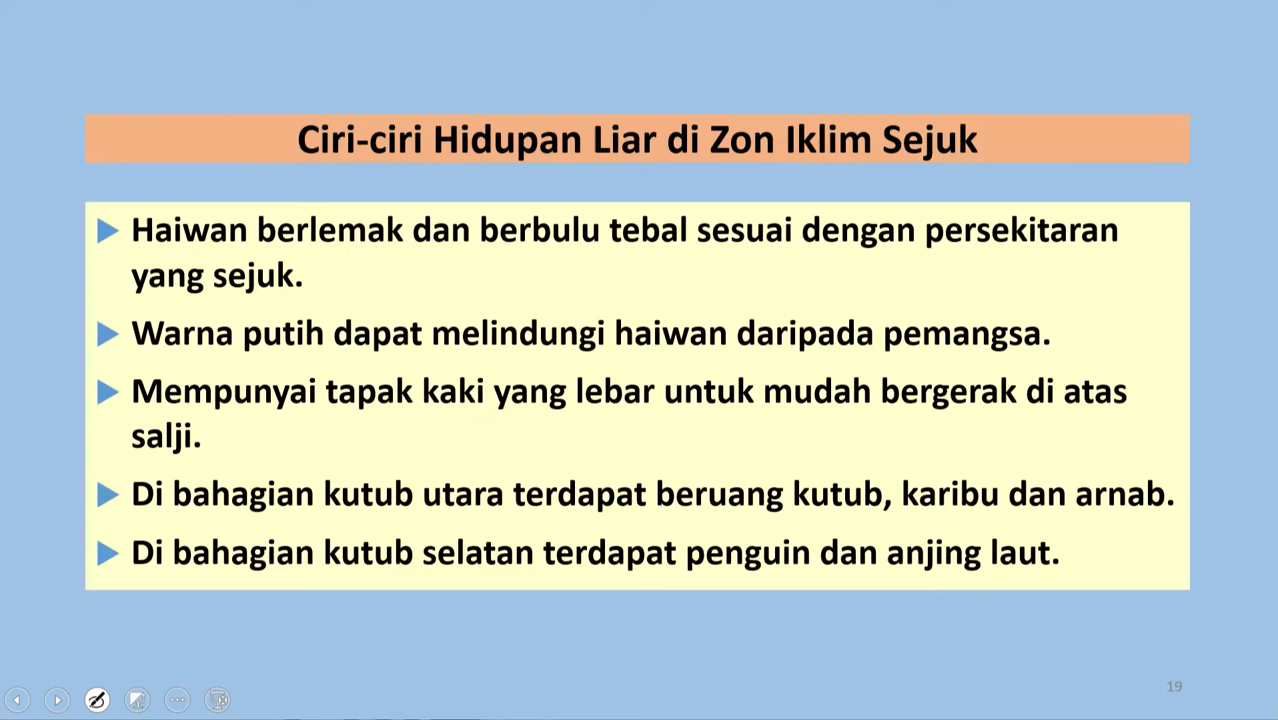 Ciri-ciri Hidupan Liar di Zon Iklim Sejuk
Haiwan berlemak dan berbulu tebal sesuai dengan persekitaran
yang sejuk.
Warna putih dapat melindungi haiwan daripada pemangsa.
Mempunyai tapak kaki yang lebar untuk mudah bergerak di atas
salji.
Di bahagian kutub utara terdapat beruang kutub, karibu dan arnab.
Di bahagian kutub selatan terdapat penguin dan anjing laut.
19